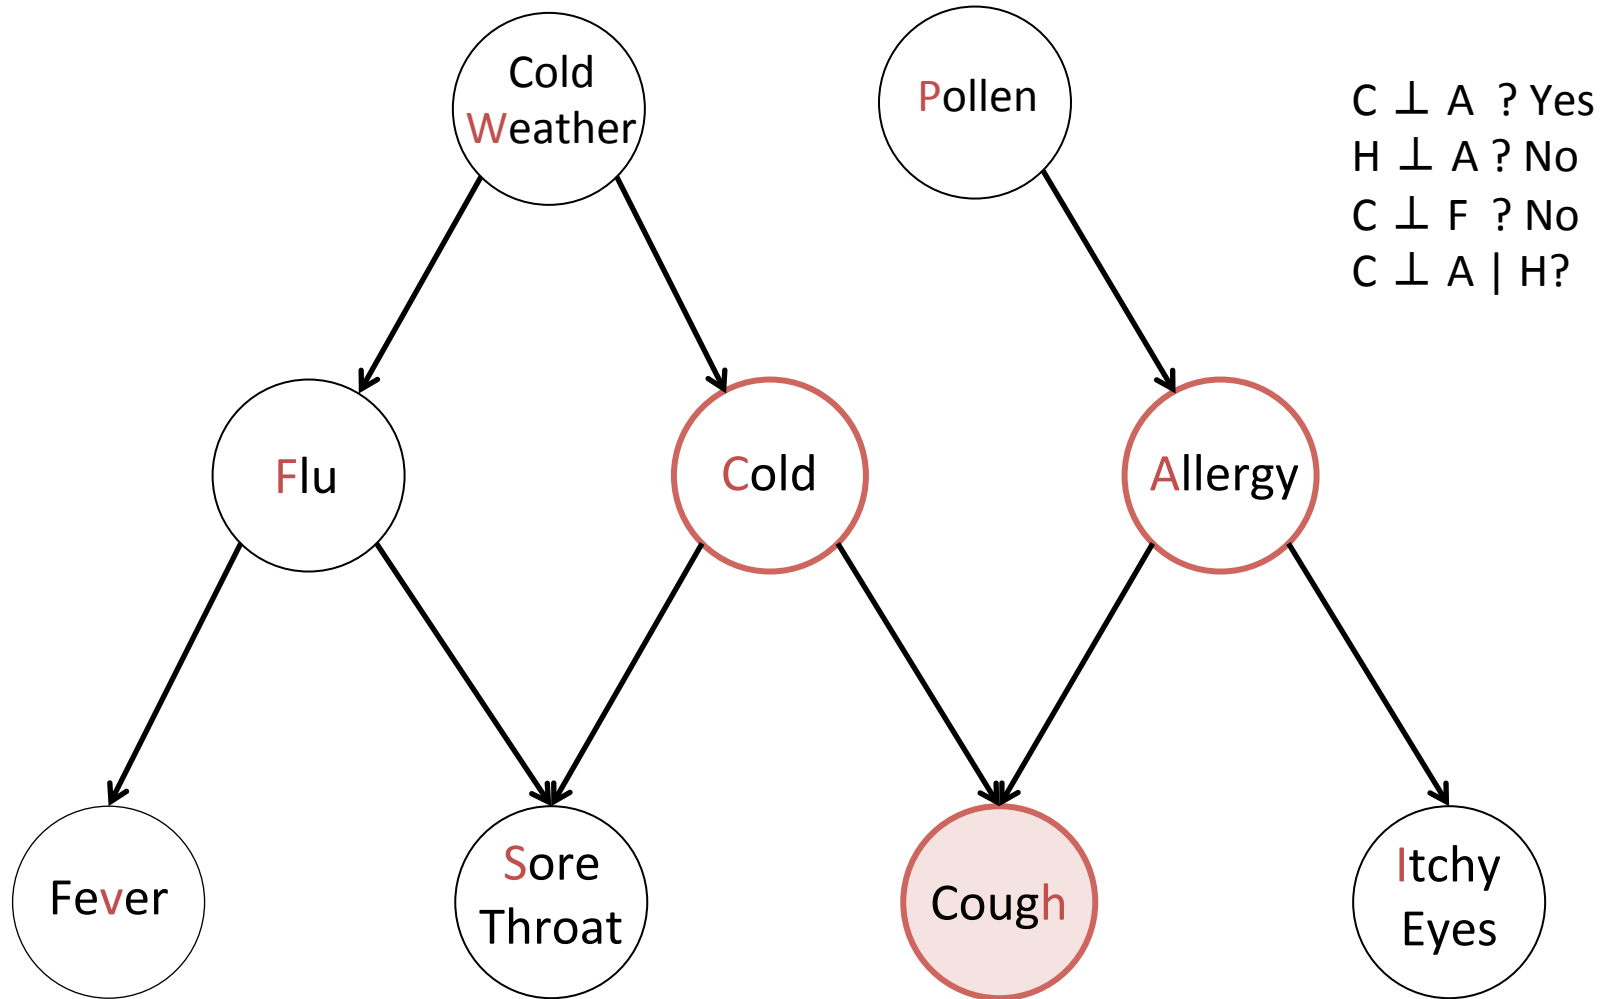 Cold
Weather
Pollen
C ⊥ A ? Yes
H ⊥ A ? No
C ⊥ F ? No
C ⊥ A | H?
Flu
Cold
Allergy
Fever
Sore
Throat
Cough
Itchy
Eyes